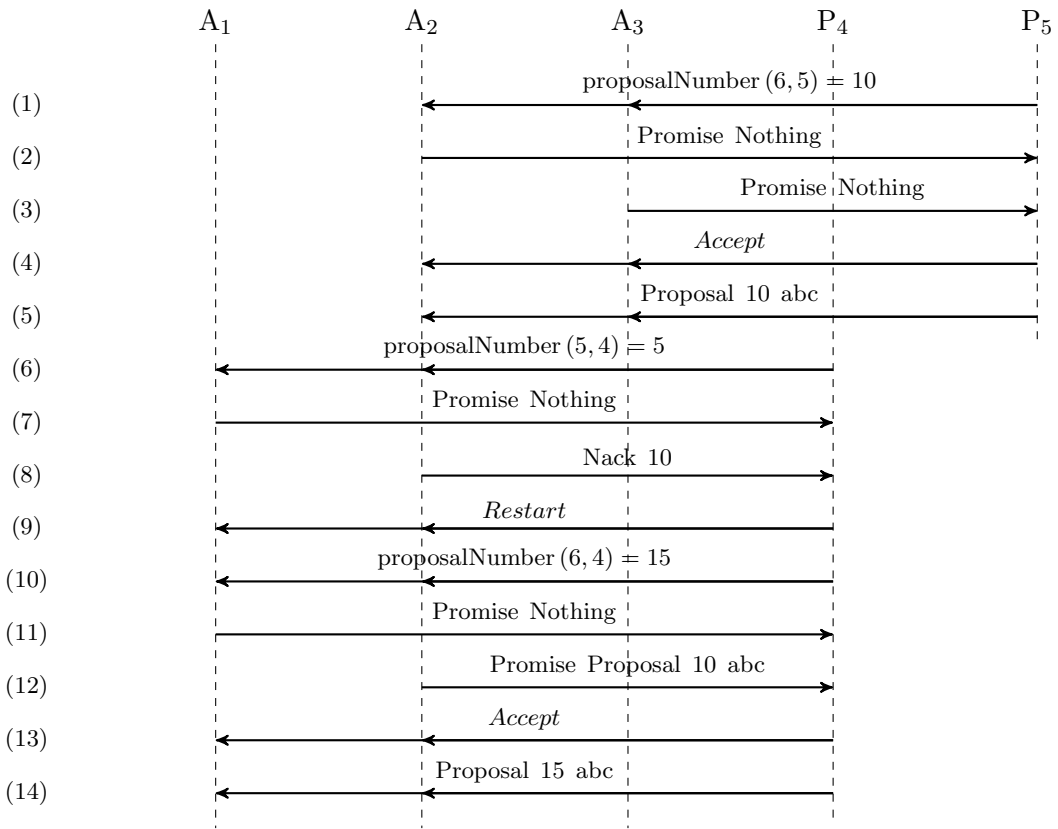 A1 A2 A3 P4 P5
(1) proposalNumber (6, 5) = 10
(2) Promise Nothing
(3) Promise Nothing
(4) Accept
(5) Proposal 10 abc
(6) proposalNumber (5, 4) = 5
(7) Promise Nothing
(8) Nack 10
(9) Restart
(10) proposalNumber (6, 4) = 15
(11) Promise Nothing
(12) Promise Proposal 10 abc
(13) Accept
(14) Proposal 15 abc